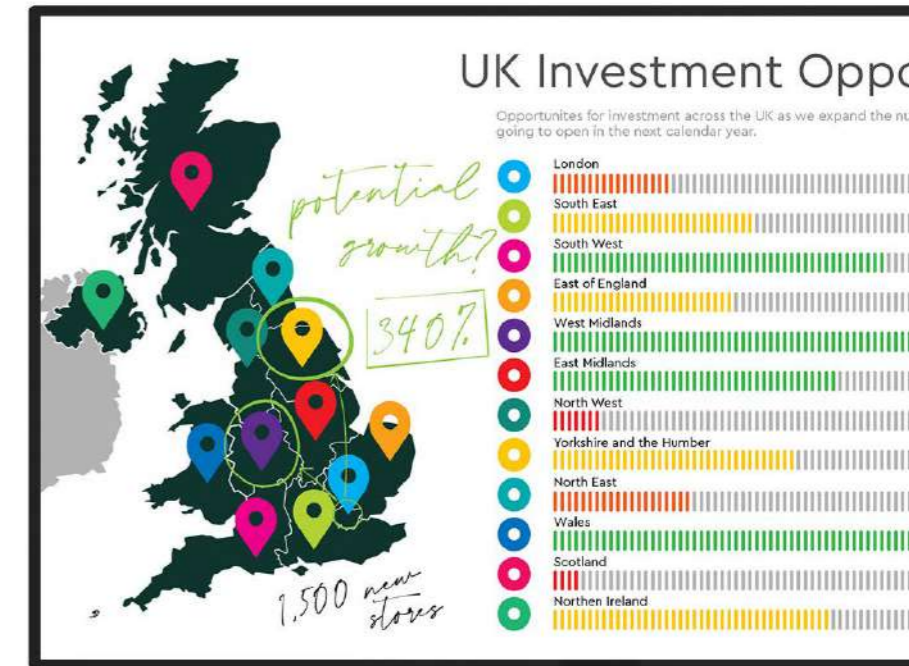 UK Investment Oppo
Opportunites for investment across the UK as we expand the nu
going to open in the next calendar year.
London
South East
South West
East of England
West Midlands
East Midlands
North West
Yorkshire and the Humber
North East
Wales
Scotland
Northen Ireland
potential
growth?
340%
1,500 new
stores